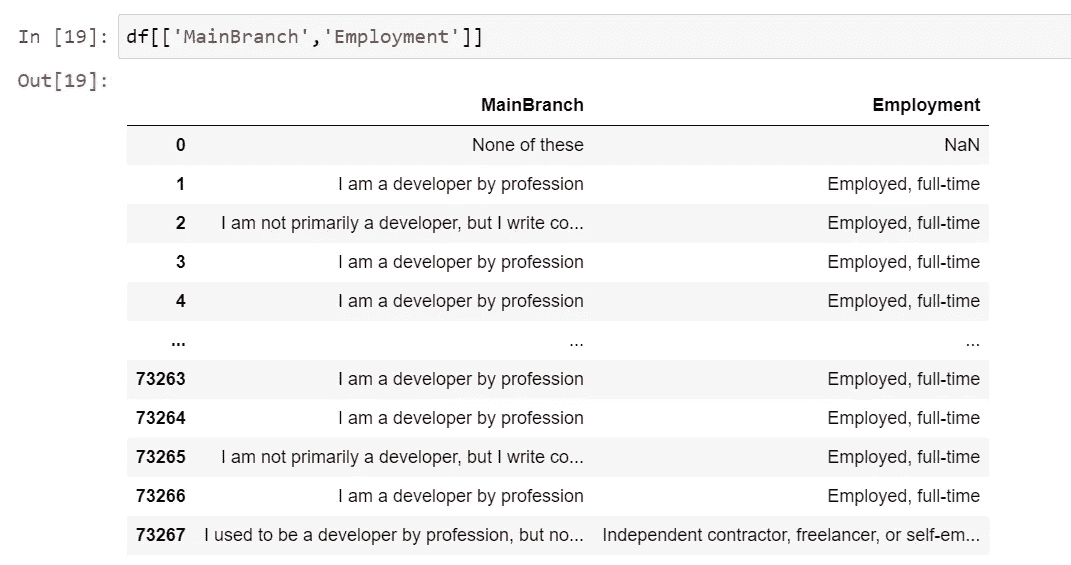 In [19]: df[['MainBranch','Employment']]
Out[19]:
MainBranch Employment
0 None of these NaN
1 I am a developer by profession Employed, full-time
2 I am not primarily a developer, but I write co... Employed, full-time
3 I am a developer by profession Employed, full-time
4 I am a developer by profession Employed, full-time
... ... ...
73263 I am a developer by profession Employed, full-time
73264 I am a developer by profession Employed, full-time
73265 I am not primarily a developer, but I write co... Employed, full-time
73266 I am a developer by profession Employed, full-time
73267 I used to be a developer by profession, but no... Independent contractor, freelancer, or self-em...